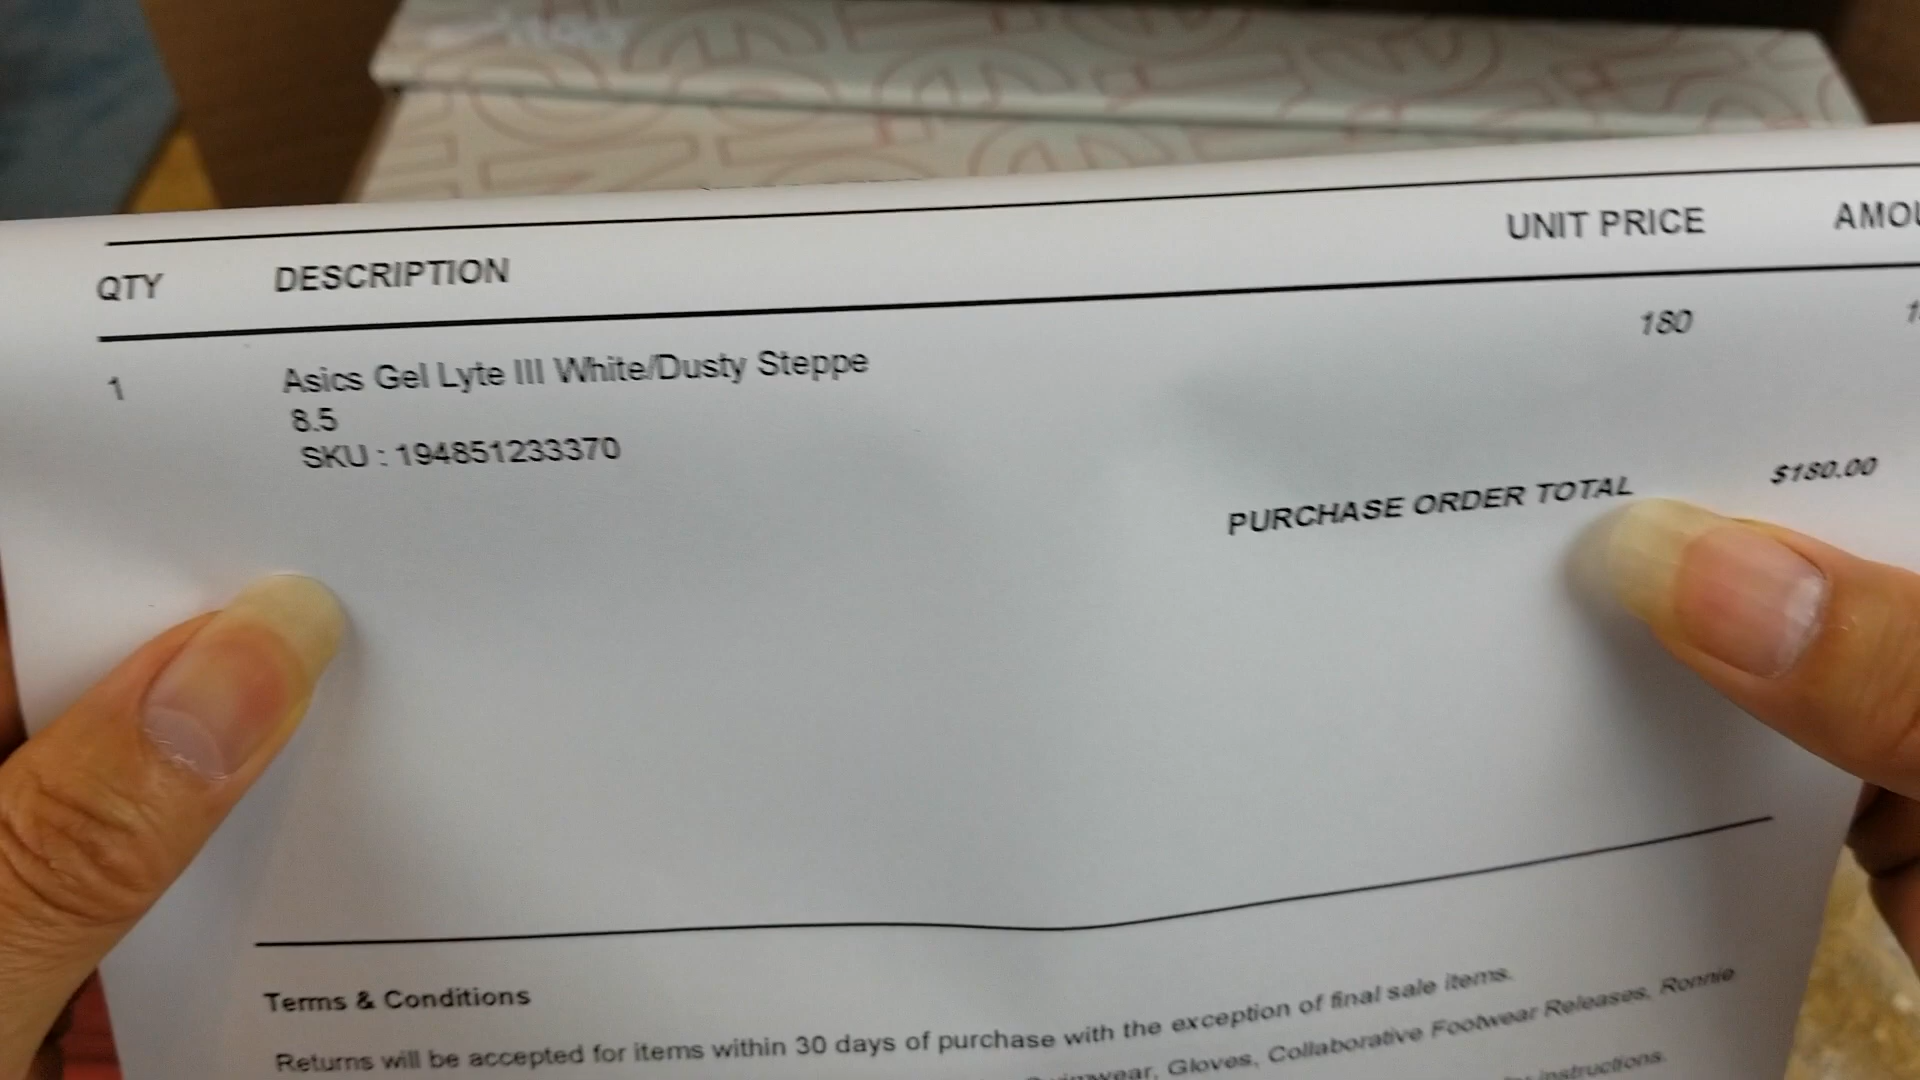 QTY DESCRIPTION UNIT PRICE
1 Asics Gel Lyte III White/Dusty Steppe 180
8.5
SKU : 194851233370
PURCHASE ORDER TOTAL $180.00
Terms & Conditions
Returns will be accepted for items within 30 days of purchase with the exception of final sale items.
Gloves, Collaborative Footwear Releases, Ronnie
instructions.